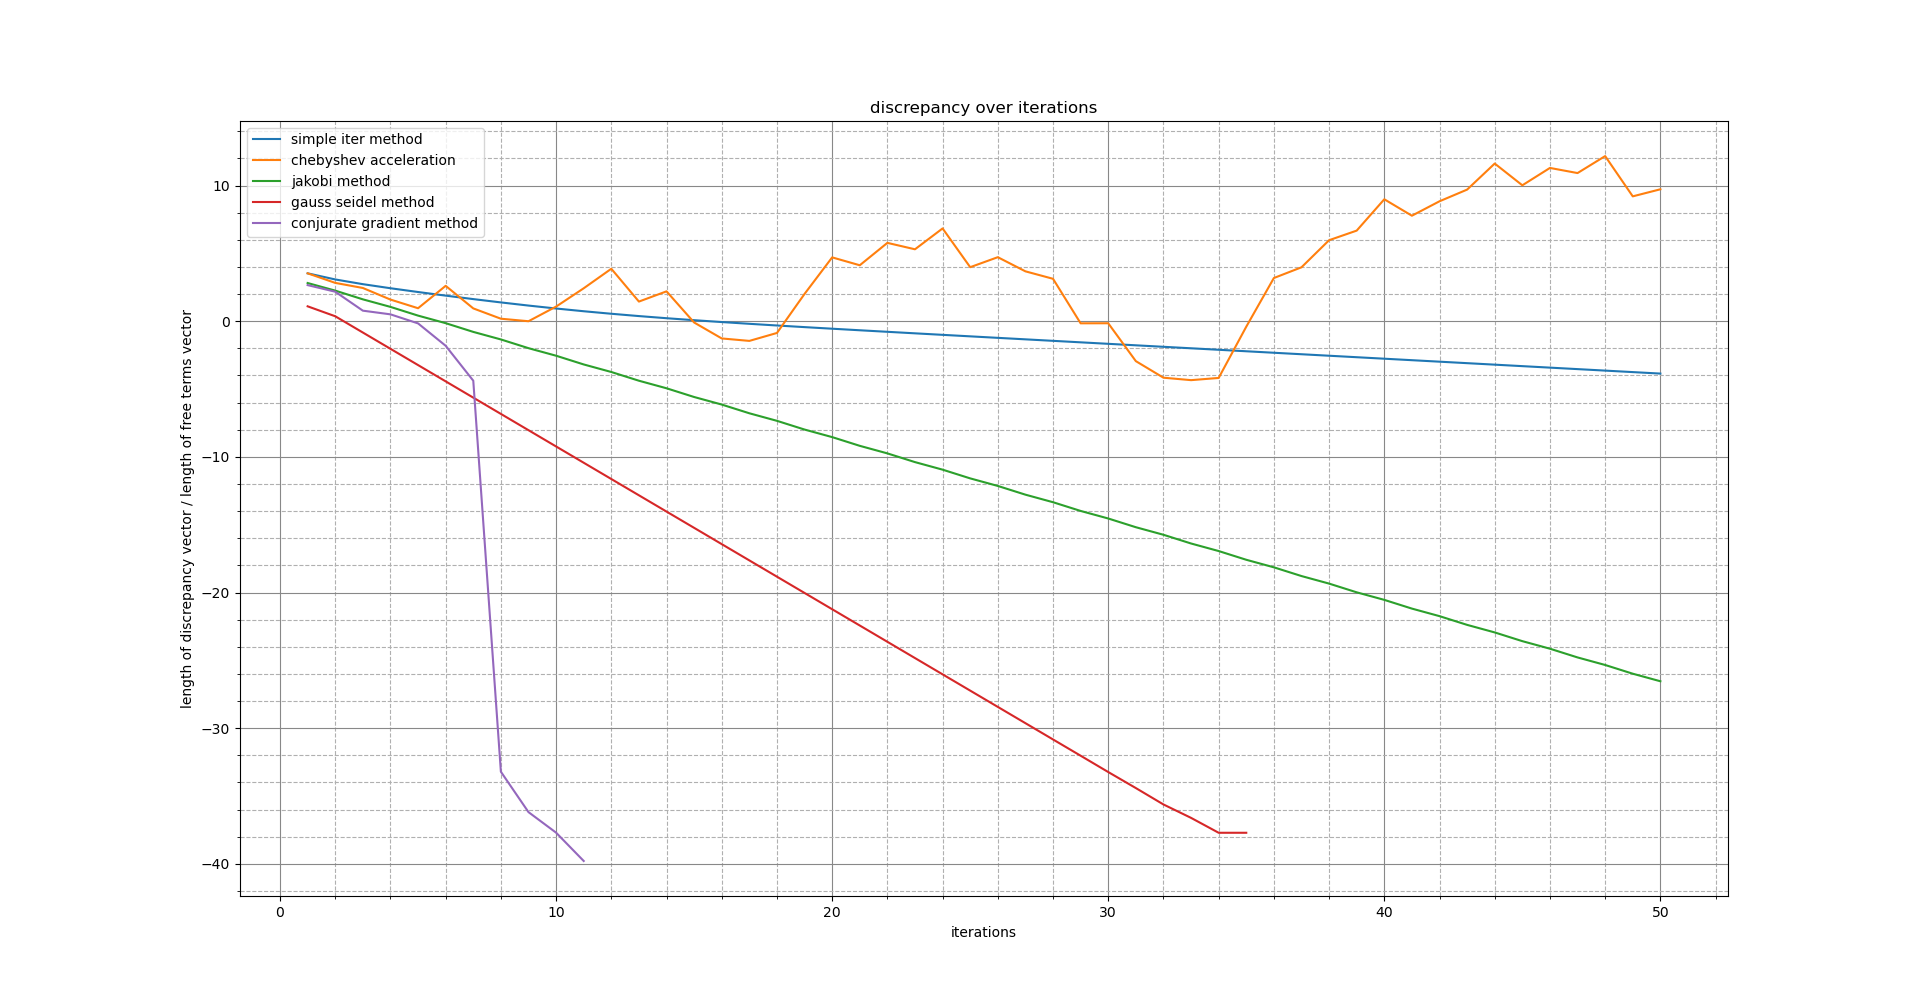 discrepancy over iterations
simple iter method
chebyshev acceleration
jakobi method
gauss seidel method
conjurate gradient method
length of discrepancy vector / length of free terms vector
10
0
−10
−20
−30
−40
0 10 20 30 40 50
iterations